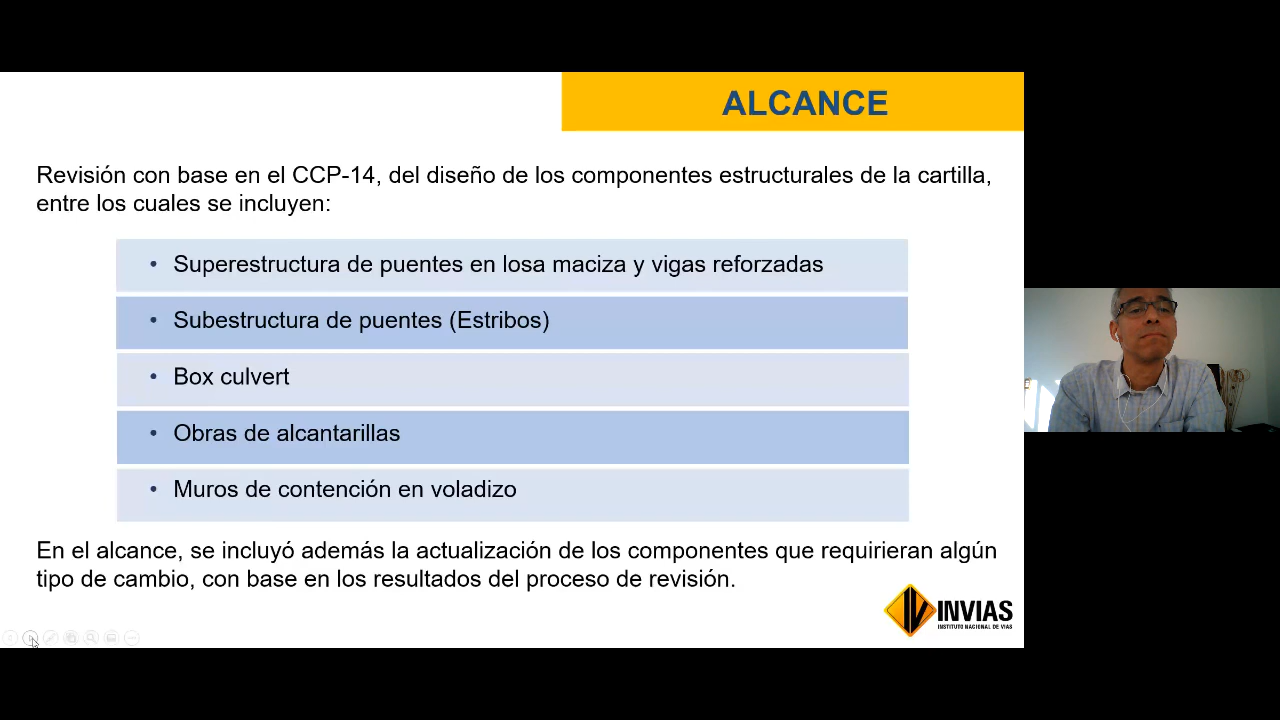 ALCANCE
Revisión con base en el CCP-14, del diseño de los componentes estructurales de la cartilla,
entre los cuales se incluyen:
• Superestructura de puentes en losa maciza y vigas reforzadas
• Subestructura de puentes (Estribos)
• Box culvert
• Obras de alcantarillas
• Muros de contención en voladizo
En el alcance, se incluyó además la actualización de los componentes que requirieran algún
tipo de cambio, con base en los resultados del proceso de revisión.
INVIAS
INSTITUTO NACIONAL DE VIAS